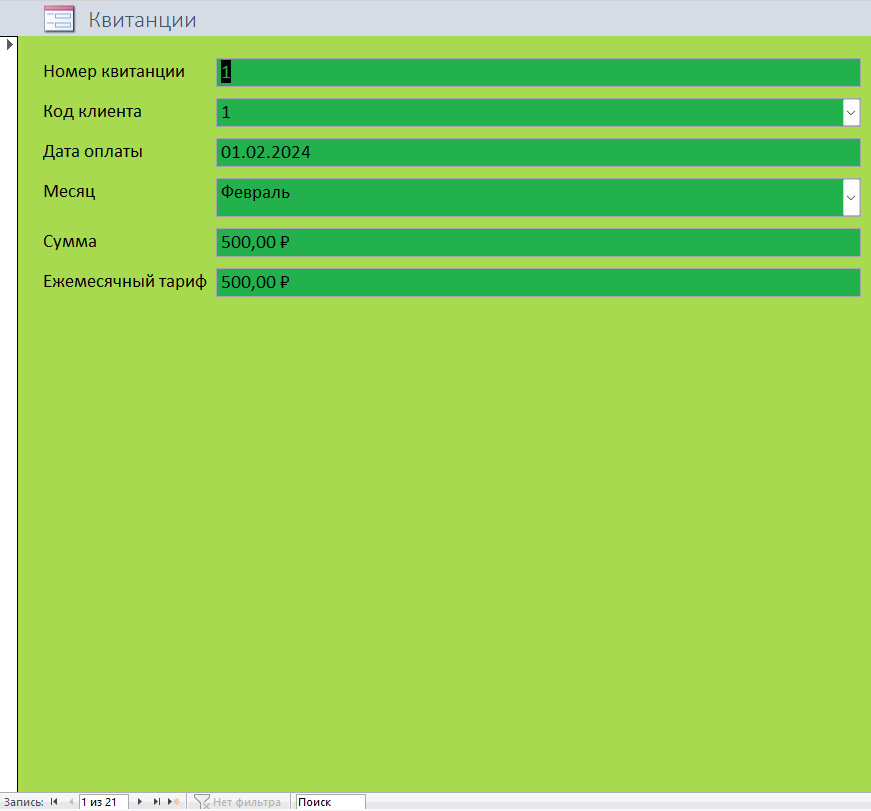 Квитанции
Номер квитанции 1
Код клиента 1
Дата оплаты 01.02.2024
Месяц Февраль
Сумма 500,00 ₽
Ежемесячный тариф 500,00 ₽
Запись: 1 из 21 Нет фильтра Поиск